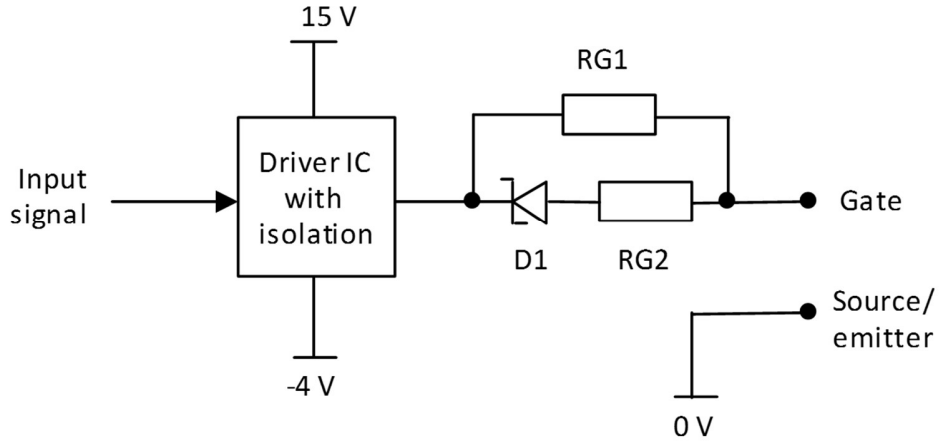 15 V
RG1
Input
signal
Driver IC
with
isolation
Gate
D1
RG2
Source/
emitter
-4 V
0 V